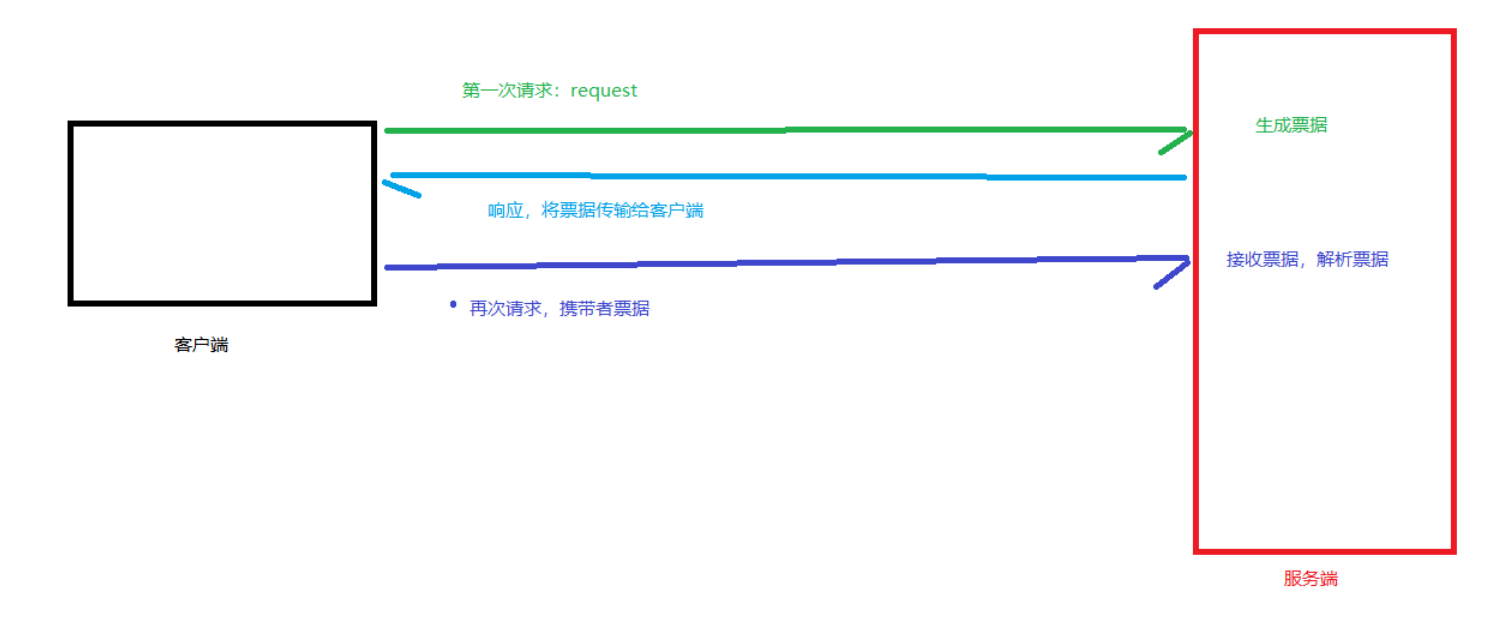 第一次请求：request
生成票据
响应，将票据传输给客户端
接收票据，解析票据
再次请求，携带者票据
客户端
服务端